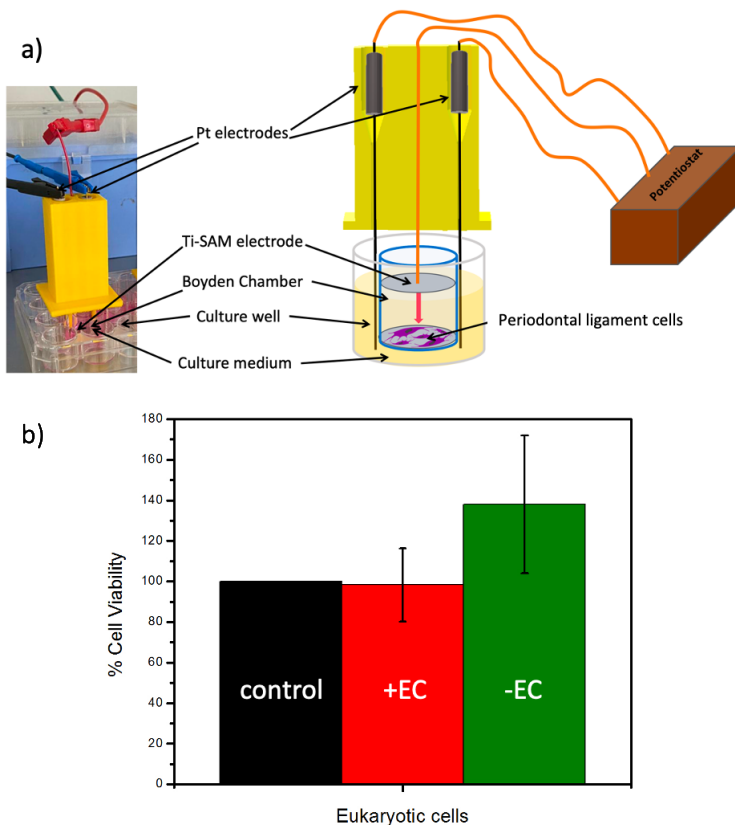 a)
Pt electrodes
Potentiostat
Ti-SAM electrode
Boyden Chamber
Culture well
Periodontal ligament cells
Culture medium
b)
180
160
140
120
100
80
60
40
20
0
% Cell Viability
control
+EC
-EC
Eukaryotic cells